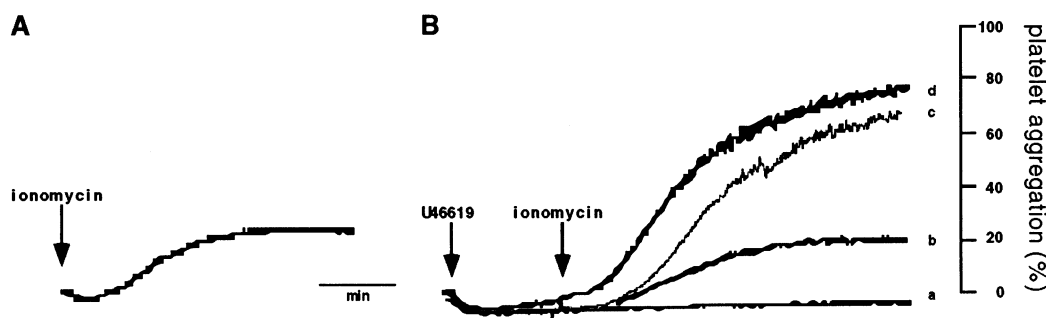 A
ionomycin
min
B
U46619
ionomycin
d
c
b
a
100
80
60
40
20
0
platelet aggregation (%)